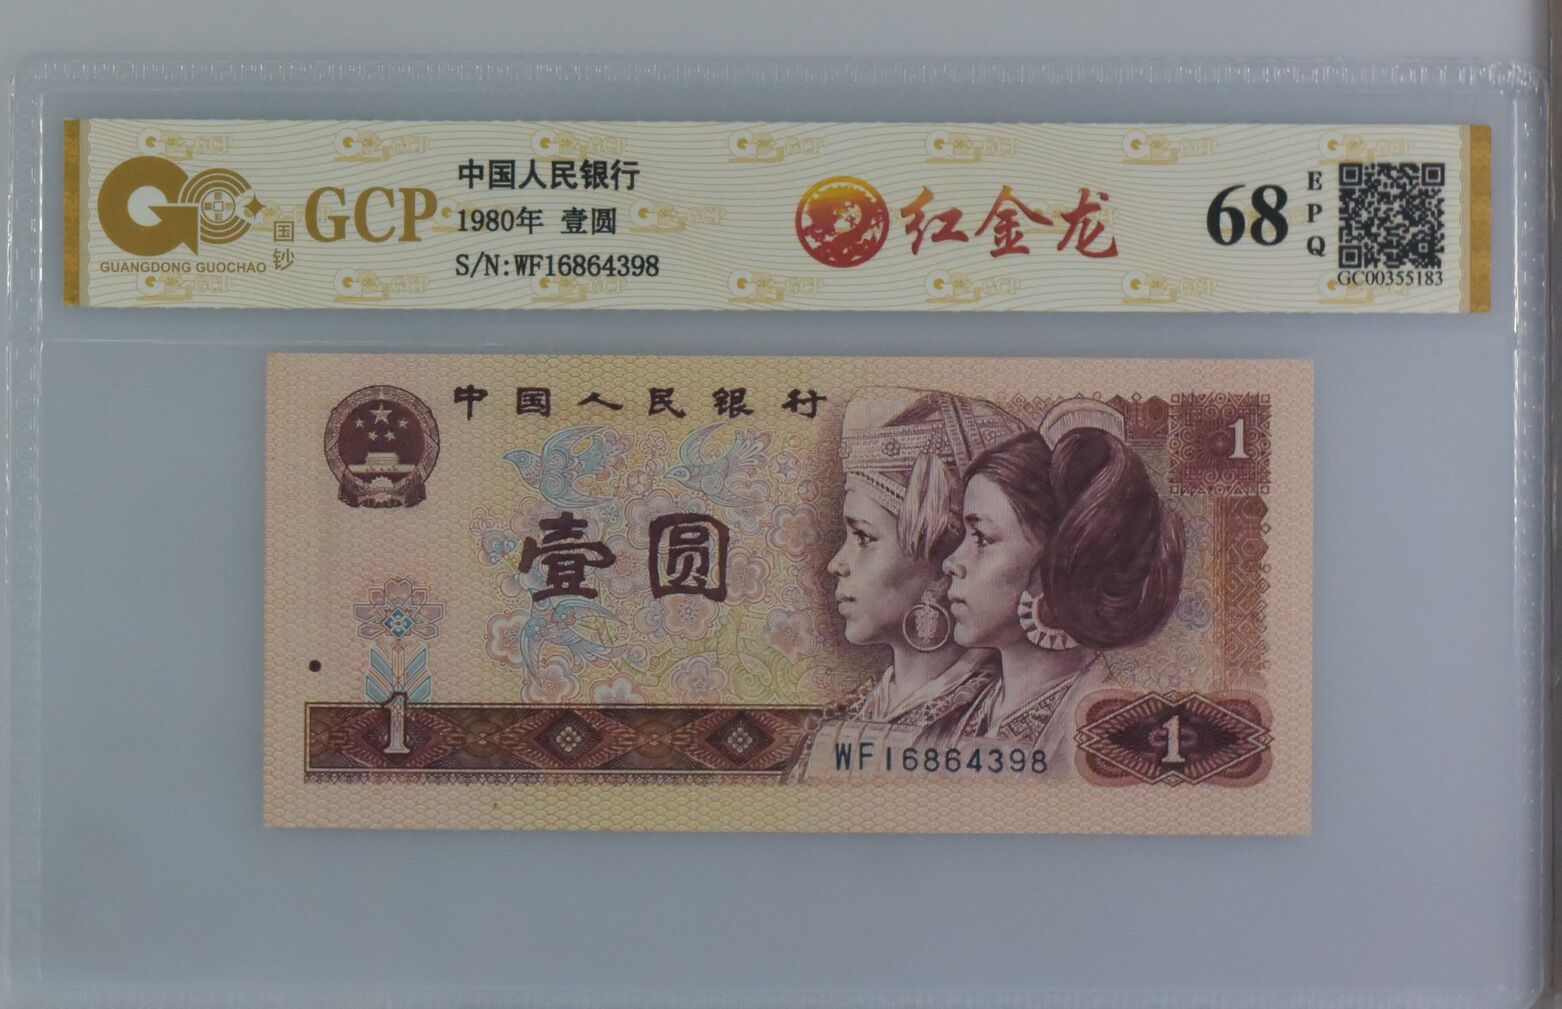 GCP
GUANGDONG GUOCHAO
国钞
中国人民银行
1980年 壹圆
S/N:WF16864398
红金龙
68
EPQ
GC00355183
中国人民银行
1
壹圆
1
WF16864398
1